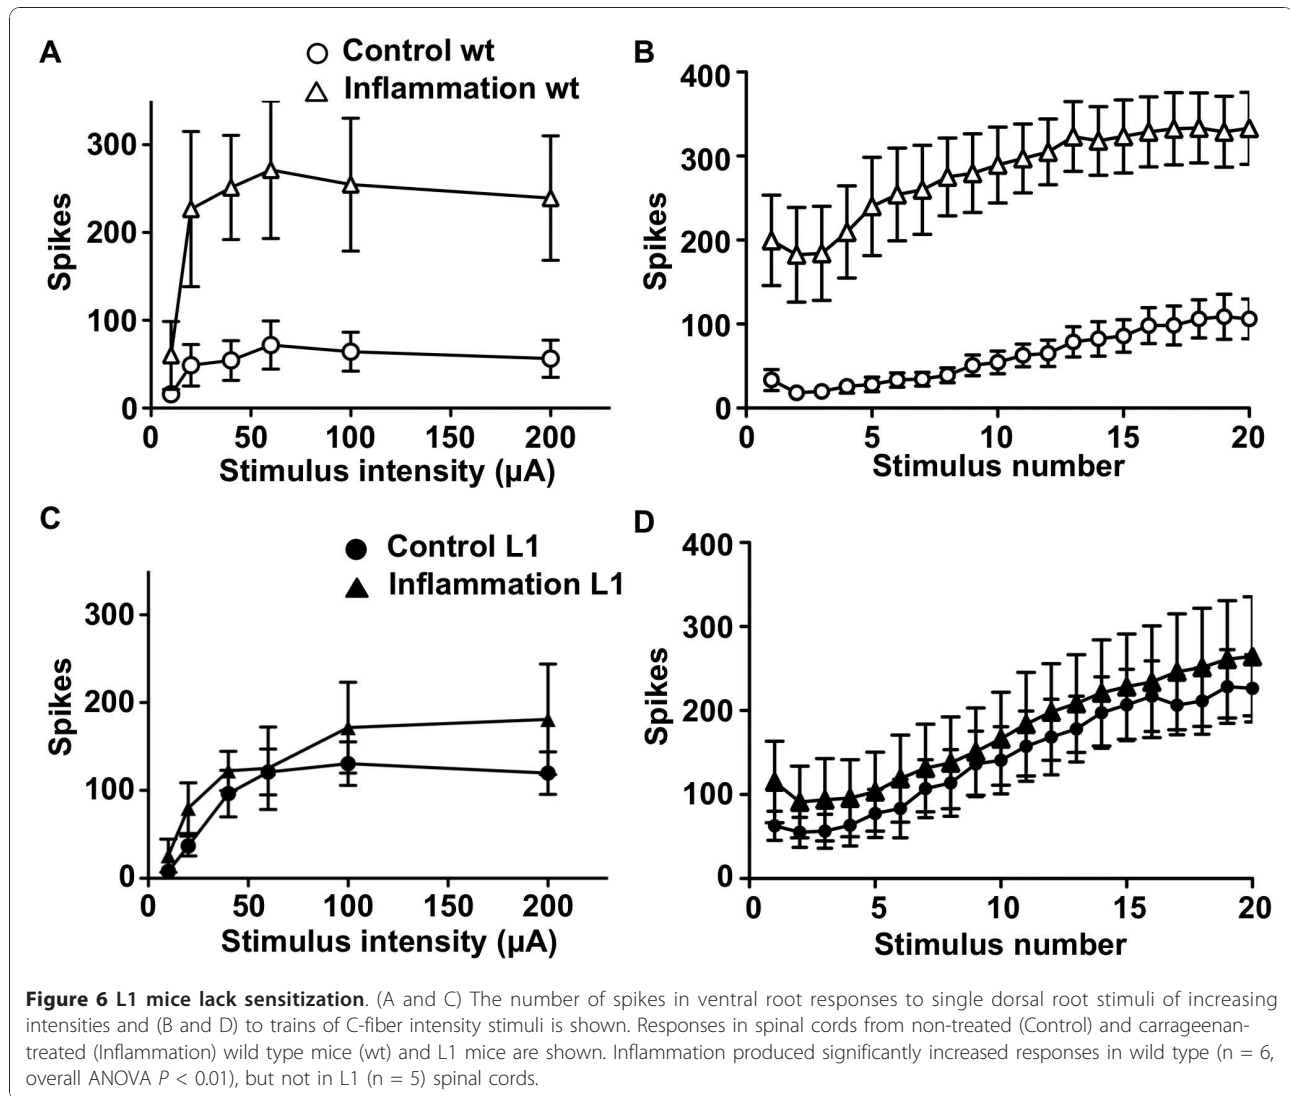 A
Control wt
Inflammation wt
Spikes
300
200
100
0
0 50 100 150 200
Stimulus intensity (µA)
B
Spikes
400
300
200
100
0
0 5 10 15 20
Stimulus number
C
Control L1
Inflammation L1
Spikes
300
200
100
0
0 50 100 150 200
Stimulus intensity (µA)
D
Spikes
400
300
200
100
0
0 5 10 15 20
Stimulus number
Figure 6 L1 mice lack sensitization. (A and C) The number of spikes in ventral root responses to single dorsal root stimuli of increasing
intensities and (B and D) to trains of C-fiber intensity stimuli is shown. Responses in spinal cords from non-treated (Control) and carrageenan-
treated (Inflammation) wild type mice (wt) and L1 mice are shown. Inflammation produced significantly increased responses in wild type (n = 6,
overall ANOVA P < 0.01), but not in L1 (n = 5) spinal cords.